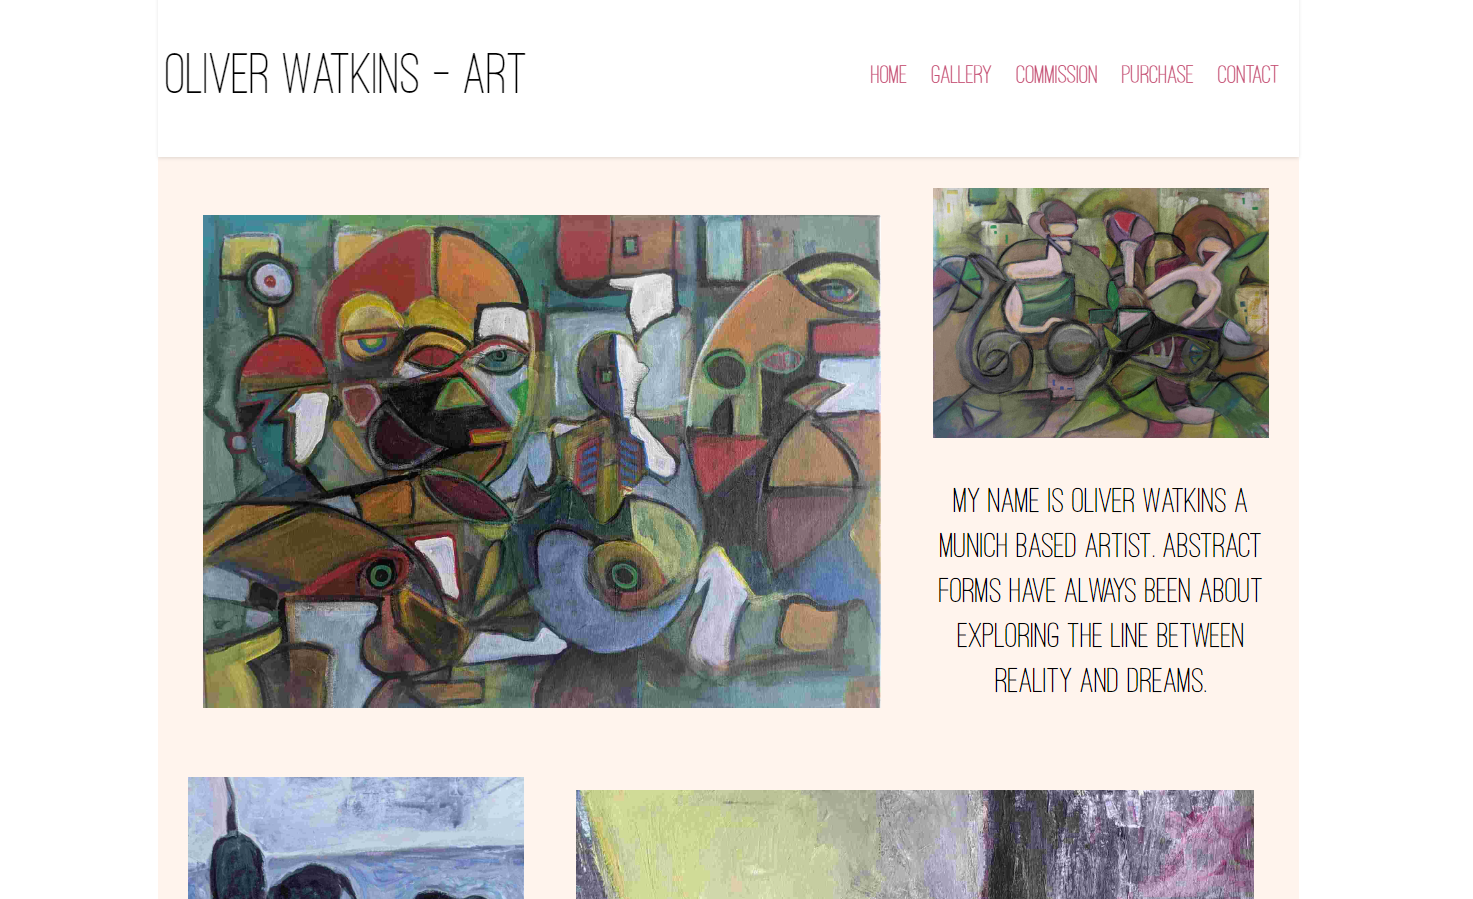 OLIVER WATKINS - ART
HOME GALLERY COMMISSION PURCHASE CONTACT
MY NAME IS OLIVER WATKINS A
MUNICH BASED ARTIST. ABSTRACT
FORMS HAVE ALWAYS BEEN ABOUT
EXPLORING THE LINE BETWEEN
REALITY AND DREAMS.